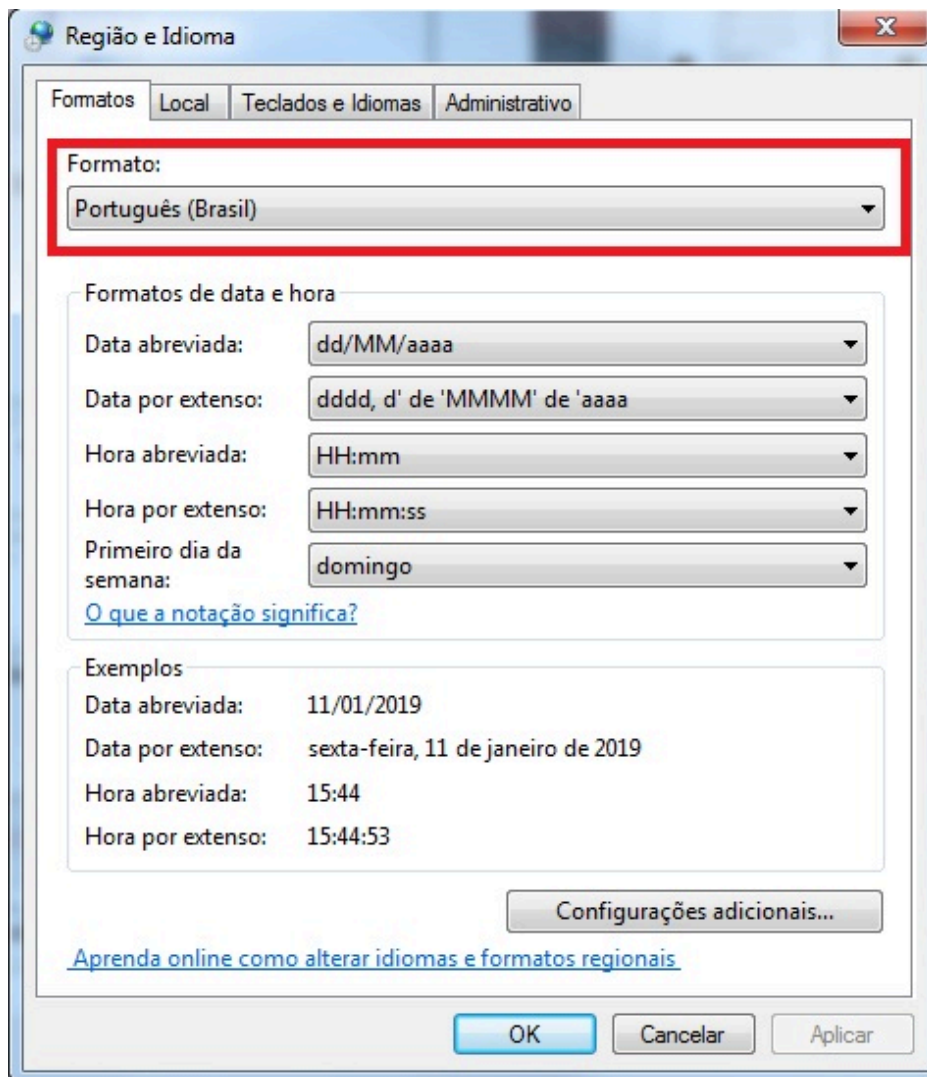 Região e Idioma
Formatos
Local
Teclados e Idiomas
Administrativo
Formato:
Português (Brasil)
Formatos de data e hora
Data abreviada:
dd/MM/aaaa
Data por extenso:
dddd, d' de 'MMMM' de 'aaaa
Hora abreviada:
HH:mm
Hora por extenso:
HH:mm:ss
Primeiro dia da
semana:
domingo
O que a notação significa?
Exemplos
Data abreviada:
11/01/2019
Data por extenso:
sexta-feira, 11 de janeiro de 2019
Hora abreviada:
15:44
Hora por extenso:
15:44:53
Configurações adicionais...
Aprenda online como alterar idiomas e formatos regionais
OK
Cancelar
Aplicar